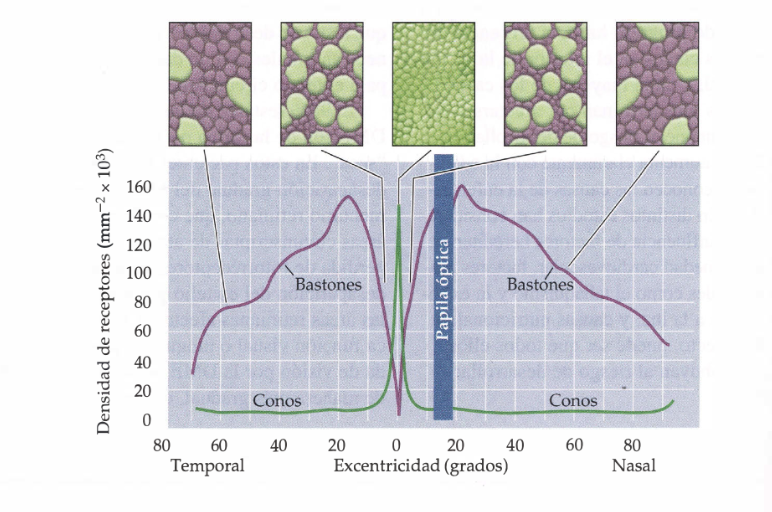 Densidad de receptores (mm⁻² × 10³)
160
140
120
100
80
60
40
20
0
Bastones
Bastones
Papila óptica
Conos
Conos
80 60 40 20 0 20 40 60 80
Temporal Excentricidad (grados) Nasal